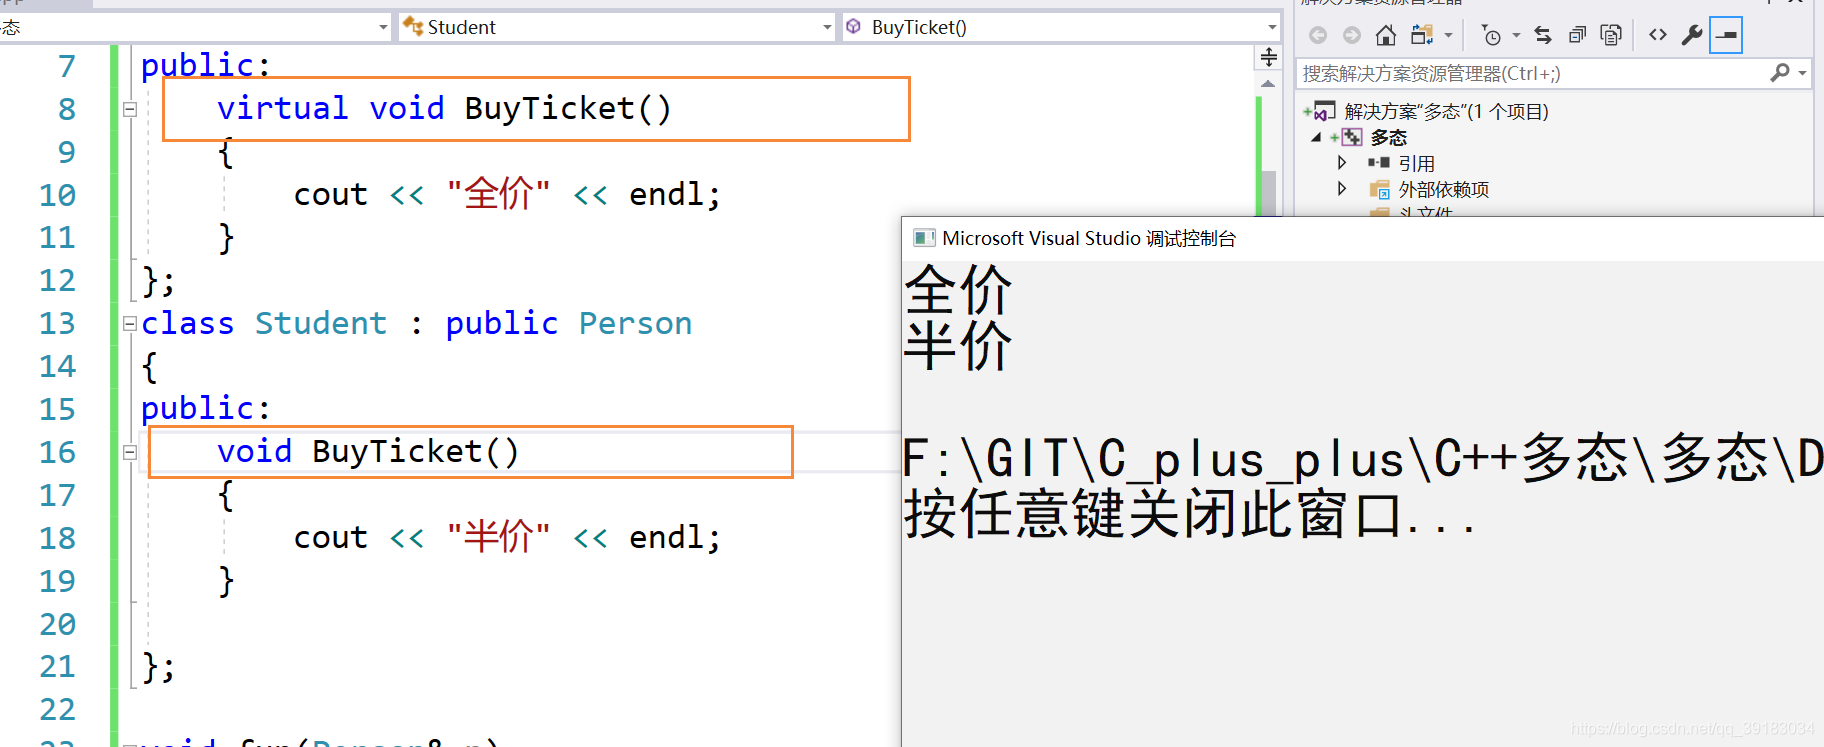 Student
BuyTicket()
7 public:
8 virtual void BuyTicket()
9 {
10 cout << "全价" << endl;
11 }
12 };
13 class Student : public Person
14 {
15 public:
16 void BuyTicket()
17 {
18 cout << "半价" << endl;
19 }
20
21 };
22
搜索解决方案资源管理器(Ctrl+;)
解决方案"多态"(1 个项目)
多态
引用
外部依赖项
头文件
Microsoft Visual Studio 调试控制台
全价
半价
F:\GIT\C_plus_plus\C++多态\多态\D
按任意键关闭此窗口...
https://blog.csdn.net/qq_39183034